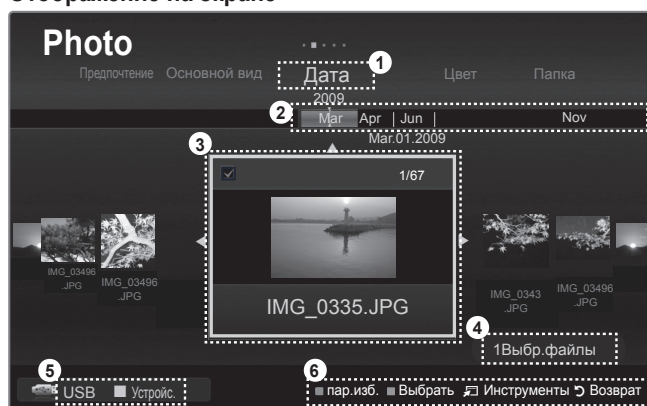 Отображение на экране
Photo
Предпочтение Основной вид Дата Цвет Папка
1
2009
2
Mar Apr | Jun | Nov
Mar.01.2009
3
1/67
IMG_03496
.JPG
IMG_03496
.JPG
IMG_0335.JPG
IMG_0343
.JPG
IMG_03496
.JPG
4
1Выбр.файлы
5
USB Устройс.
6
пар.изб. Выбрать Инструменты Возврат